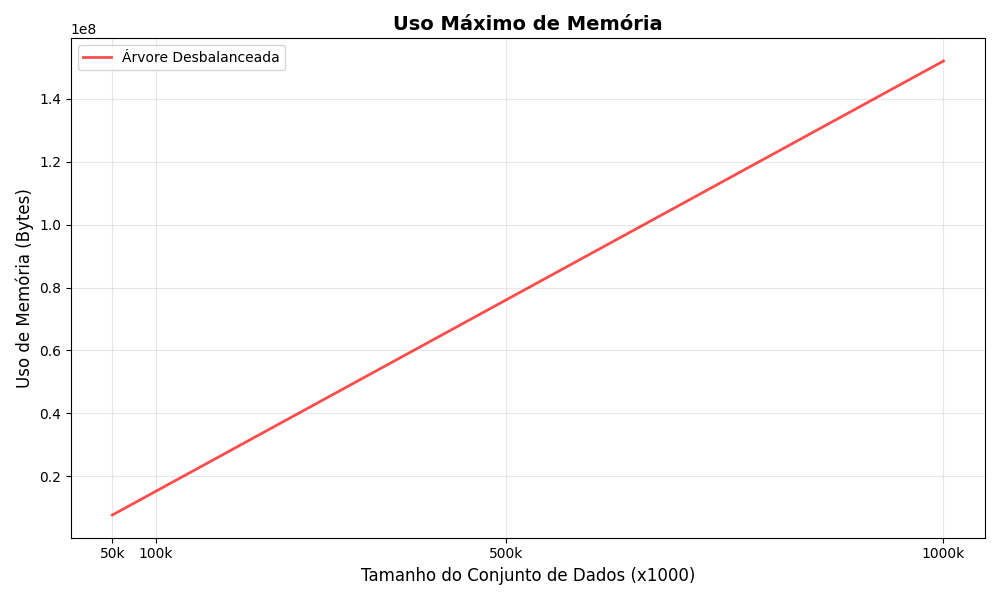 Uso Máximo de Memória
1e8
Árvore Desbalanceada
Uso de Memória (Bytes)
1.4
1.2
1.0
0.8
0.6
0.4
0.2
50k 100k 500k 1000k
Tamanho do Conjunto de Dados (x1000)